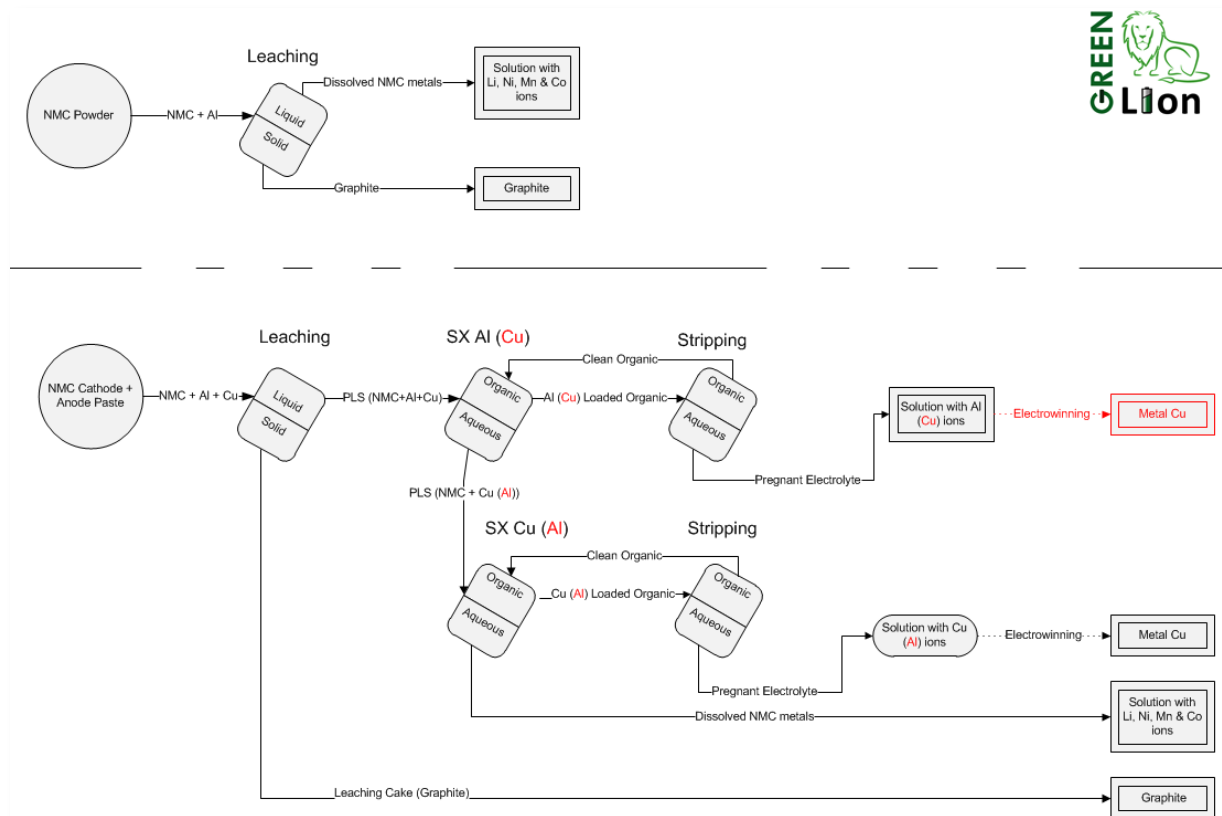 GREEN
Lion
Leaching
Solution with
Li, Ni, Mn & Co
ions
Dissolved NMC metals
NMC Powder
NMC + Al
Liquid
Solid
Graphite
Graphite
Leaching
SX Al (Cu)
Stripping
Clean Organic
NMC Cathode +
Anode Paste
NMC + Al + Cu
Liquid
Solid
PLS (NMC+Al+Cu)
Organic
Aqueous
Al (Cu) Loaded Organic
Organic
Aqueous
Solution with Al
(Cu) ions
Electrowinning
Metal Cu
Pregnant Electrolyte
PLS (NMC + Cu (Al))
SX Cu (Al)
Stripping
Clean Organic
Organic
Aqueous
Cu (Al) Loaded Organic
Organic
Aqueous
Solution with Cu
(Al) ions
Electrowinning
Metal Cu
Pregnant Electrolyte
Dissolved NMC metals
Solution with
Li, Ni, Mn & Co
ions
Leaching Cake (Graphite)
Graphite